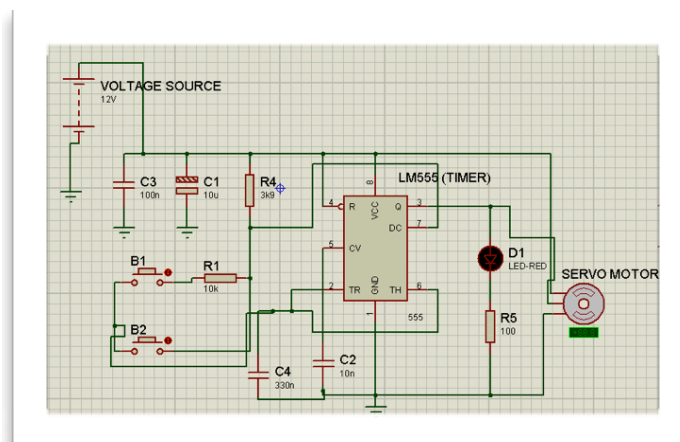 VOLTAGE SOURCE
12V
C3
100n
C1
10u
R4
3k9
LM555 (TIMER)
4
R
8
VCC
Q
3
DC
7
5
CV
2
TR
GND
1
TH
6
555
B1
R1
10k
B2
C4
330n
C2
10n
D1
LED-RED
R5
100
SERVO MOTOR